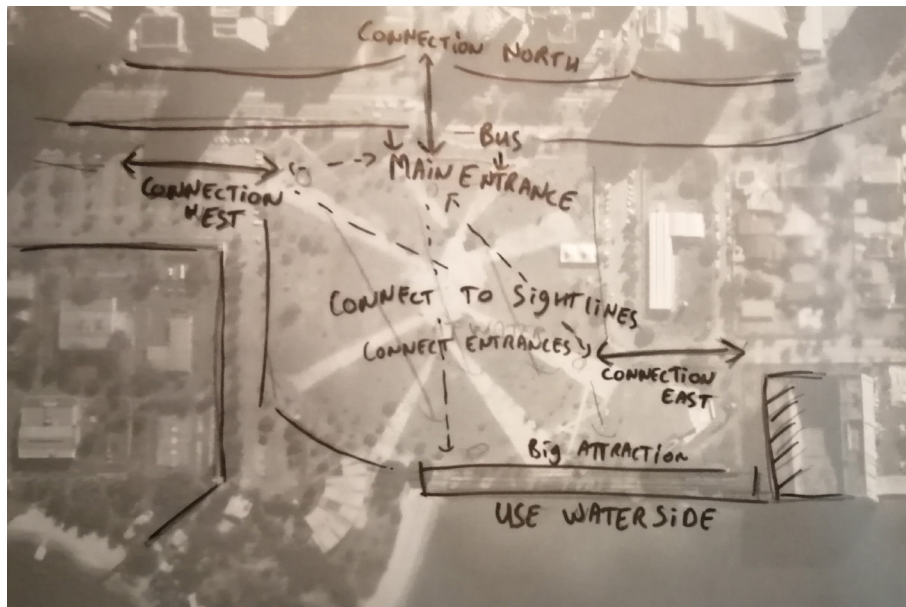 CONNECTION NORTH
BUS
MAIN ENTRANCE
CONNECTION
WEST
CONNECT TO SIGHTLINES
CONNECT ENTRANCES
CONNECTION
EAST
Big ATTRACTION
USE WATERSIDE